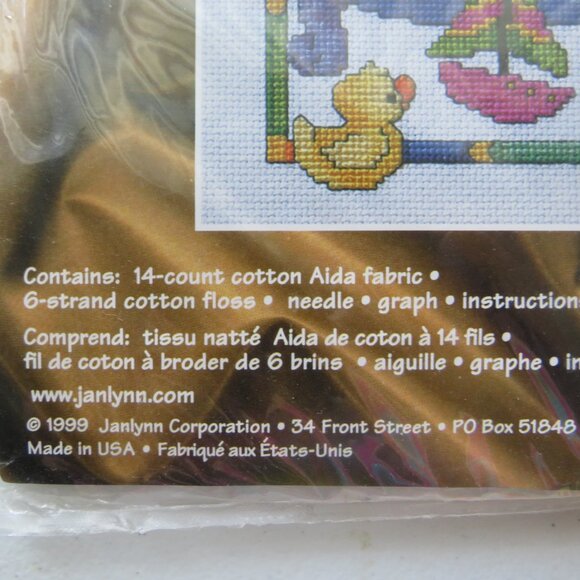 Contains: 14-count cotton Aida fabric •
6-strand cotton floss • needle • graph • instruction
Comprend: tissu natté Aida de coton à 14 fils •
fil de coton à broder de 6 brins • aiguille • graphe • in
www.janlynn.com
© 1999 Janlynn Corporation • 34 Front Street • PO Box 51848
Made in USA • Fabriqué aux États-Unis